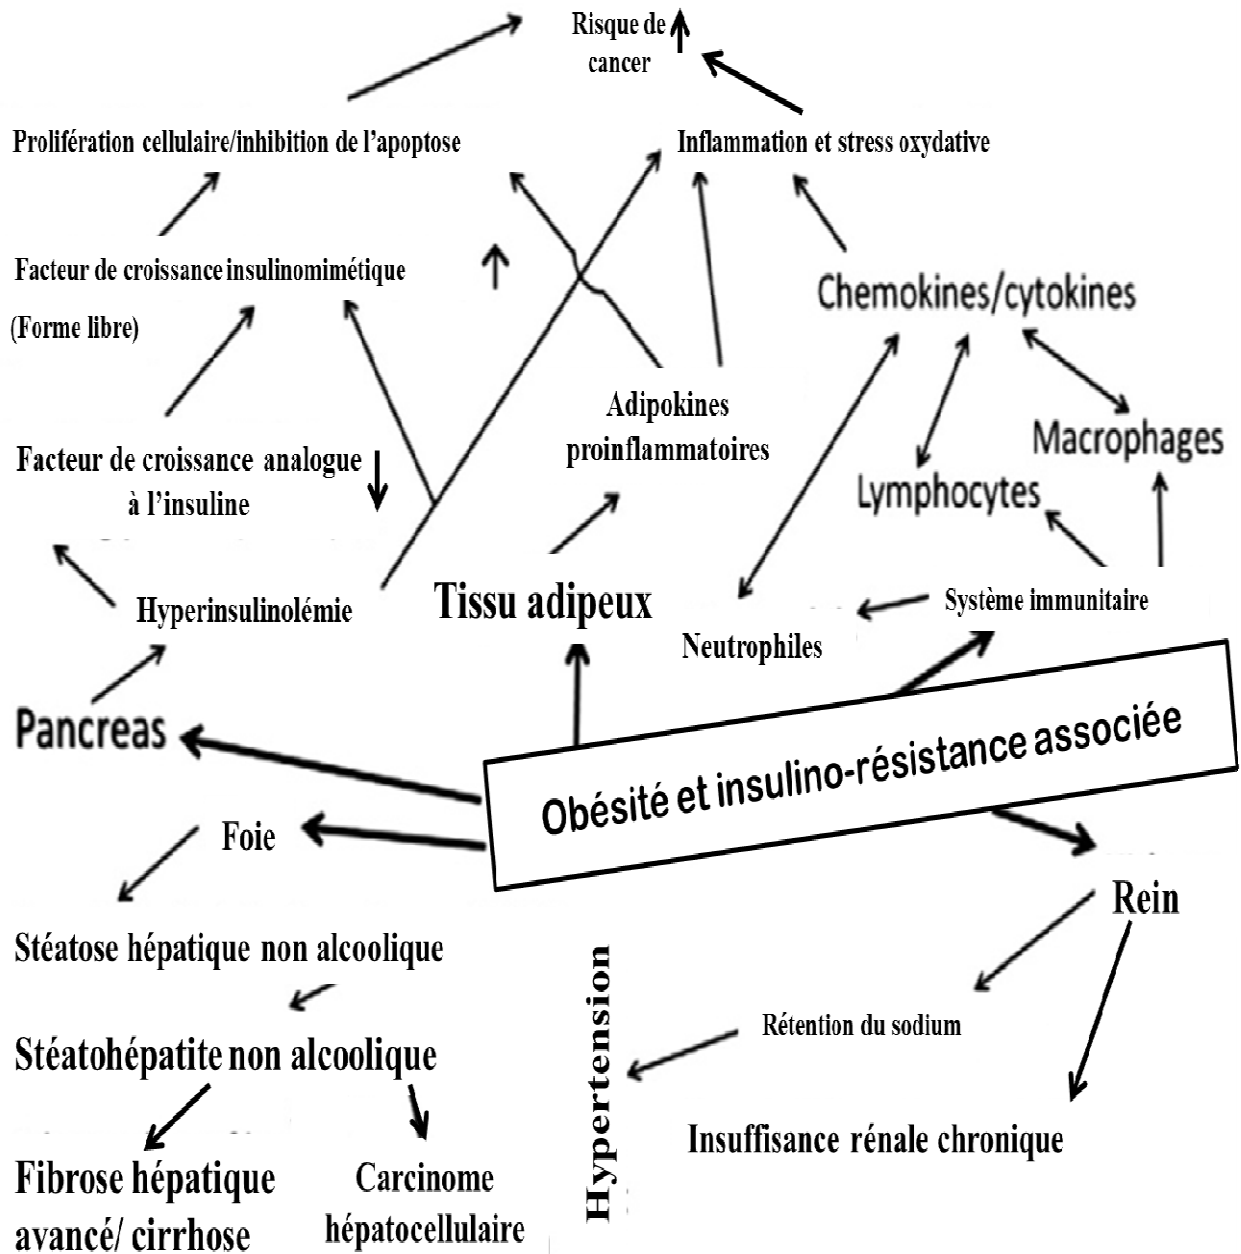 Risque de
cancer
Prolifération cellulaire/inhibition de l'apoptose
Inflammation et stress oxydative
Facteur de croissance insulinomimétique
(Forme libre)
Chemokines/cytokines
Adipokines
proinflammatoires
Macrophages
Facteur de croissance analogue
à l'insuline
Lymphocytes
Hyperinsulinolémie
Tissu adipeux
Système immunitaire
Neutrophiles
Pancreas
Obésité et insulino-résistance associée
Foie
Rein
Stéatose hépatique non alcoolique
Rétention du sodium
Hypertension
Stéatohépatite non alcoolique
Insuffisance rénale chronique
Fibrose hépatique
avancé/ cirrhose
Carcinome
hépatocellulaire